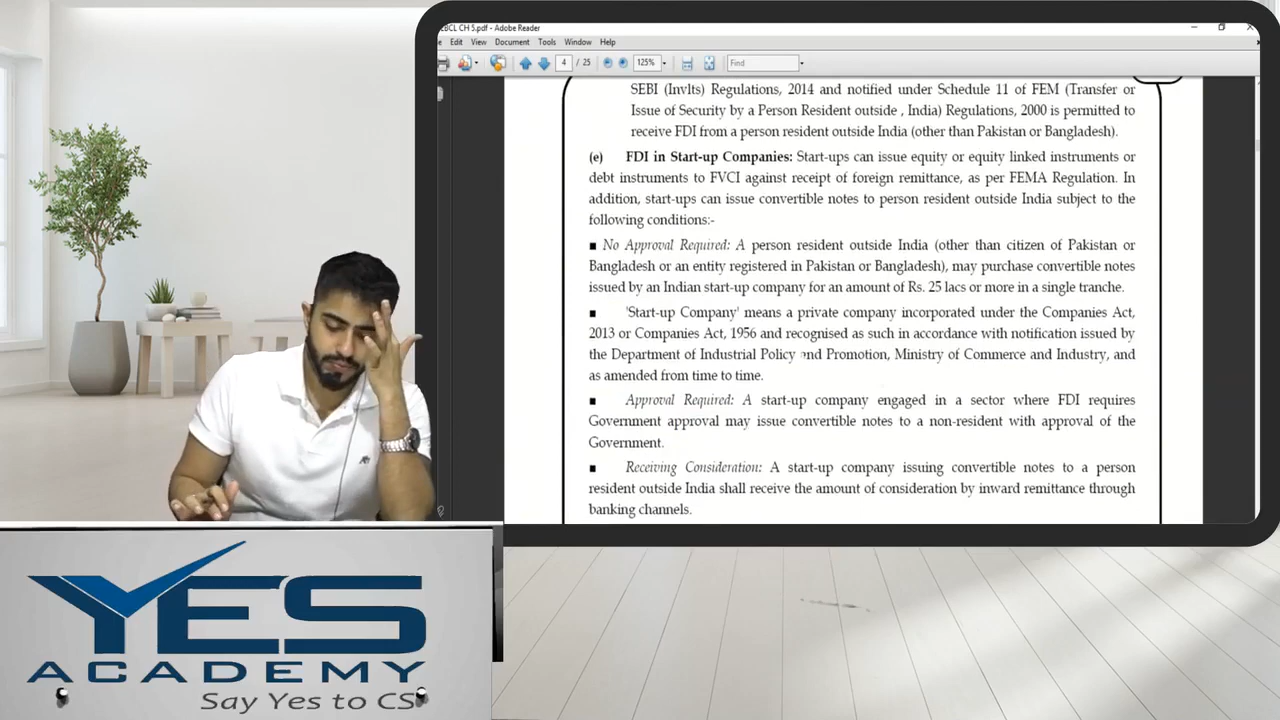 EBCL CH 5.pdf - Adobe Reader
Edit View Document Tools Window Help
4 / 25 125% Find
SEBI (Invlts) Regulations, 2014 and notified under Schedule 11 of FEM (Transfer or
Issue of Security by a Person Resident outside , India) Regulations, 2000 is permitted to
receive FDI from a person resident outside India (other than Pakistan or Bangladesh).
(e) FDI in Start-up Companies: Start-ups can issue equity or equity linked instruments or
debt instruments to FVCI against receipt of foreign remittance, as per FEMA Regulation. In
addition, start-ups can issue convertible notes to person resident outside India subject to the
following conditions:-
■ No Approval Required: A person resident outside India (other than citizen of Pakistan or
Bangladesh or an entity registered in Pakistan or Bangladesh), may purchase convertible notes
issued by an Indian start-up company for an amount of Rs. 25 lacs or more in a single tranche.
■ 'Start-up Company' means a private company incorporated under the Companies Act,
2013 or Companies Act, 1956 and recognised as such in accordance with notification issued by
the Department of Industrial Policy and Promotion, Ministry of Commerce and Industry, and
as amended from time to time.
■ Approval Required: A start-up company engaged in a sector where FDI requires
Government approval may issue convertible notes to a non-resident with approval of the
Government.
■ Receiving Consideration: A start-up company issuing convertible notes to a person
resident outside India shall receive the amount of consideration by inward remittance through
banking channels.
YES
ACADEMY
Say Yes to CS